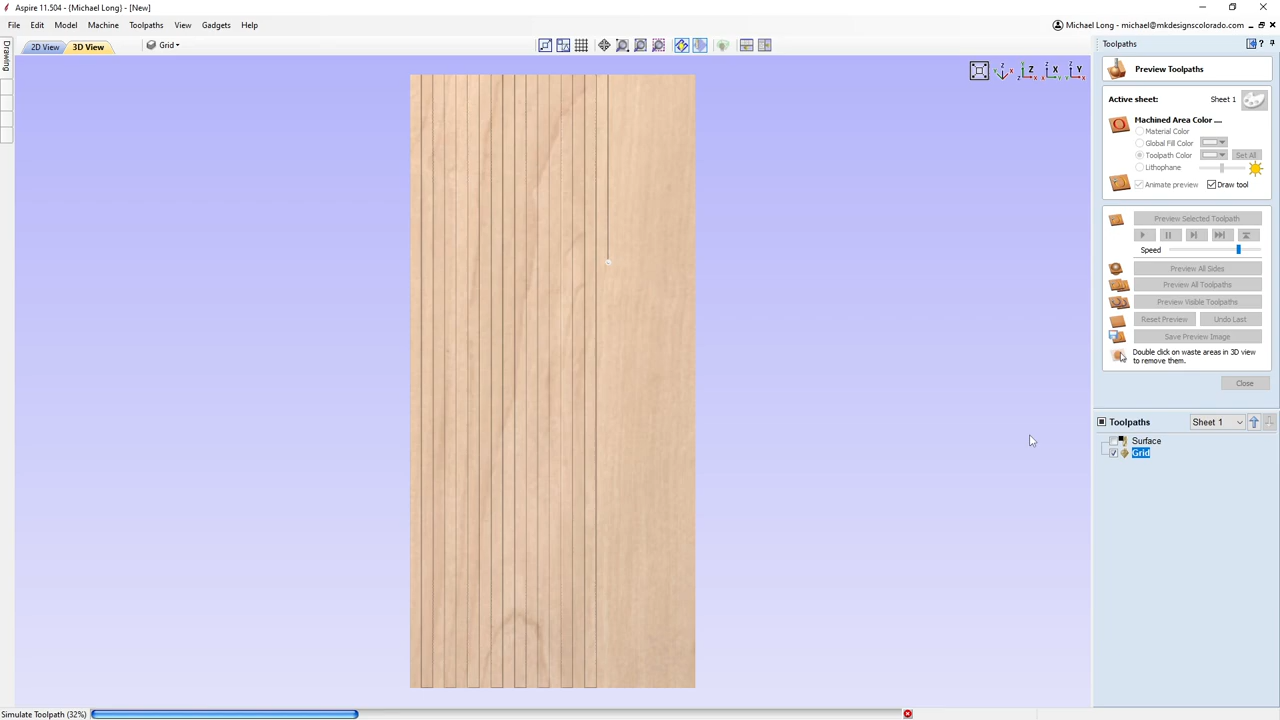 Aspire 11.504 - {Michael Long} - [New]
File Edit Model Machine Toolpaths View Gadgets Help
Michael Long - michael@mkdesignscolorado.com
2D View 3D View Grid
Drawing
Toolpaths
Preview Toolpaths
Active sheet: Sheet 1
Machined Area Color ....
Material Color
Global Fill Color
Toolpath Color Set All
Lithophane
Animate preview Draw tool
Preview Selected Toolpath
Speed
Preview All Sides
Preview All Toolpaths
Preview Visible Toolpaths
Reset Preview Undo Last
Save Preview Image
Double click on waste areas in 3D view
to remove them.
Close
Toolpaths Sheet 1
Surface
Grid
Simulate Toolpath (32%)